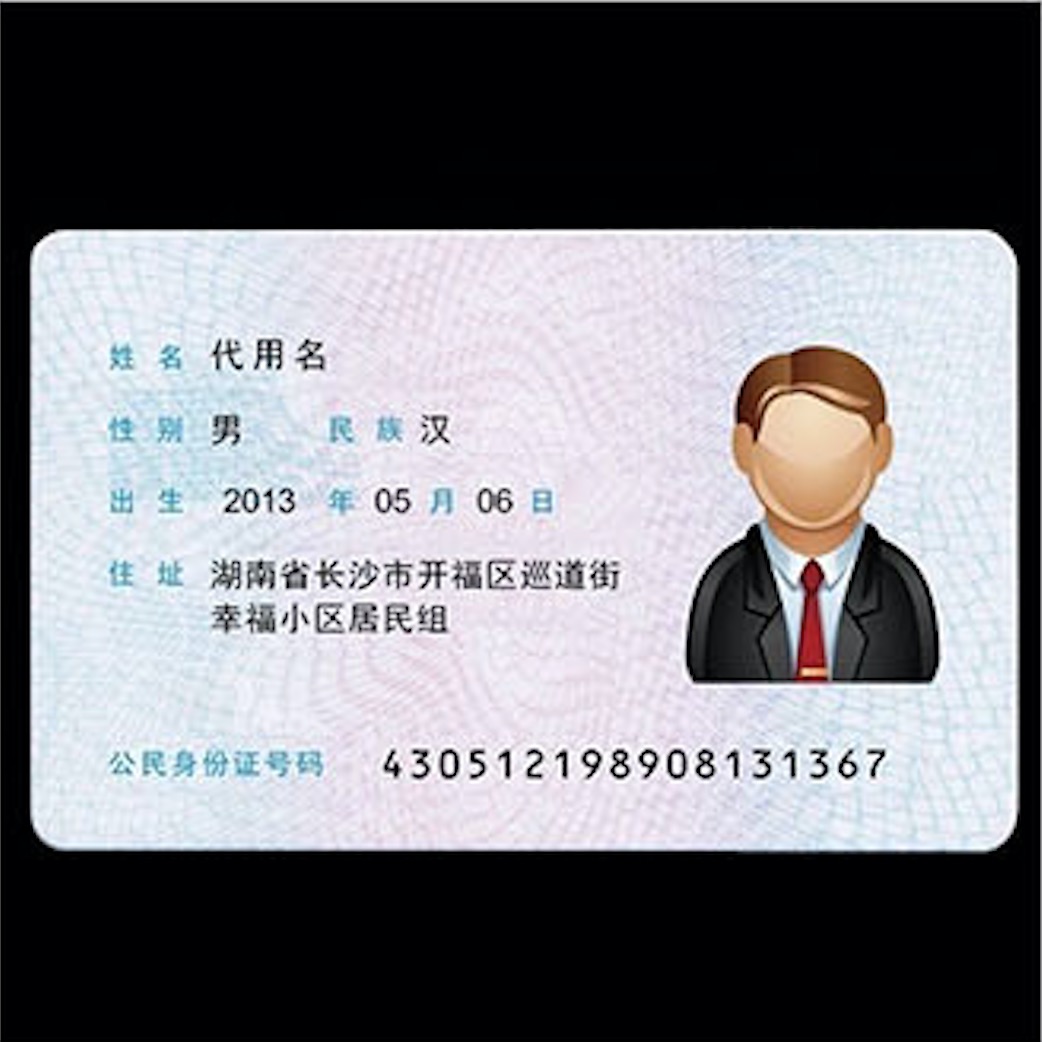 姓名 代用名
性别 男 民族 汉
出生 2013 年 05 月 06 日
住址 湖南省长沙市开福区巡道街
幸福小区居民组
公民身份证号码 430512198908131367